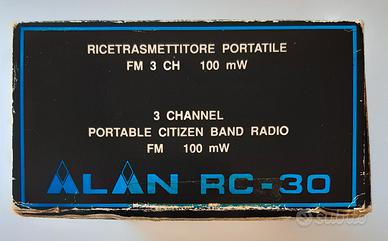 RICETRASMETTITORE PORTATILE
FM 3 CH 100 mW
3 CHANNEL
PORTABLE CITIZEN BAND RADIO
FM 100 mW
ALAN RC-30
subito